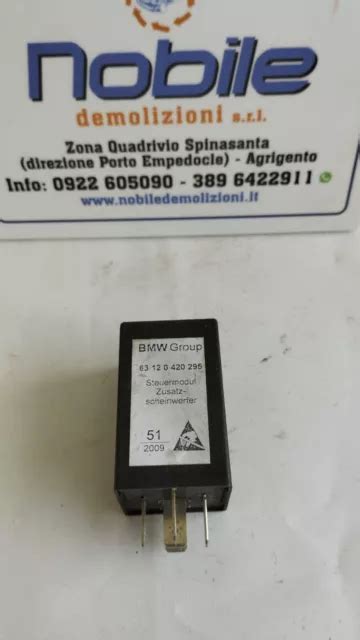 nobile
demolizioni s.r.l.
Zona Quadrivio Spinasanta
(direzione Porto Empedocle) - Agrigento
Info: 0922 605090 - 389 6422911
www.nobiledemolizioni.it
BMW Group
63 12 0 420 295
Steuermodul
Zusatz-
scheinwerfer
51
2009